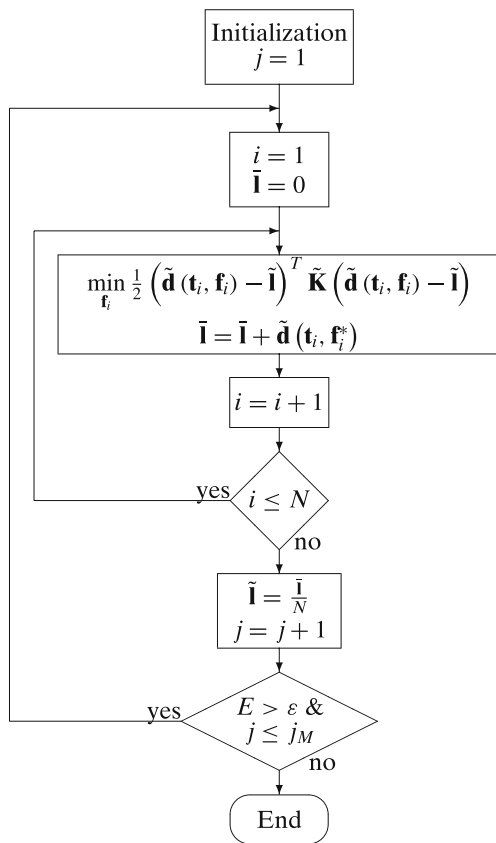 Initialization
j = 1
i = 1
l̄ = 0
min_{f_i} ½ (d̃ (t_i, f_i) − l̃)^T K̃ (d̃ (t_i, f_i) − l̃)
l̄ = l̄ + d̃ (t_i, f_i^*)
i = i + 1
yes
i ≤ N
no
l̃ = l̄/N
j = j + 1
yes
E > ε &
j ≤ j_M
no
End